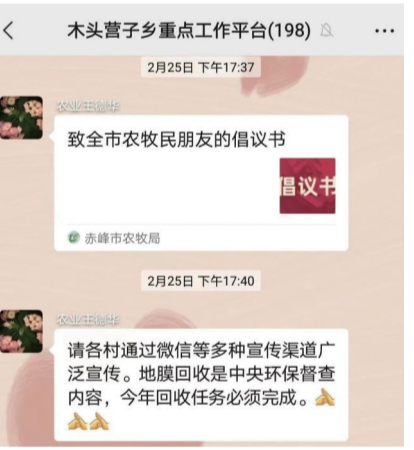 木头营子乡重点工作平台(198)
2月25日 下午17:37
农业王德华
致全市农牧民朋友的倡议书
倡议书
赤峰市农牧局
2月25日 下午17:40
农业王德华
请各村通过微信等多种宣传渠道广
泛宣传。地膜回收是中央环保督查
内容，今年回收任务必须完成。